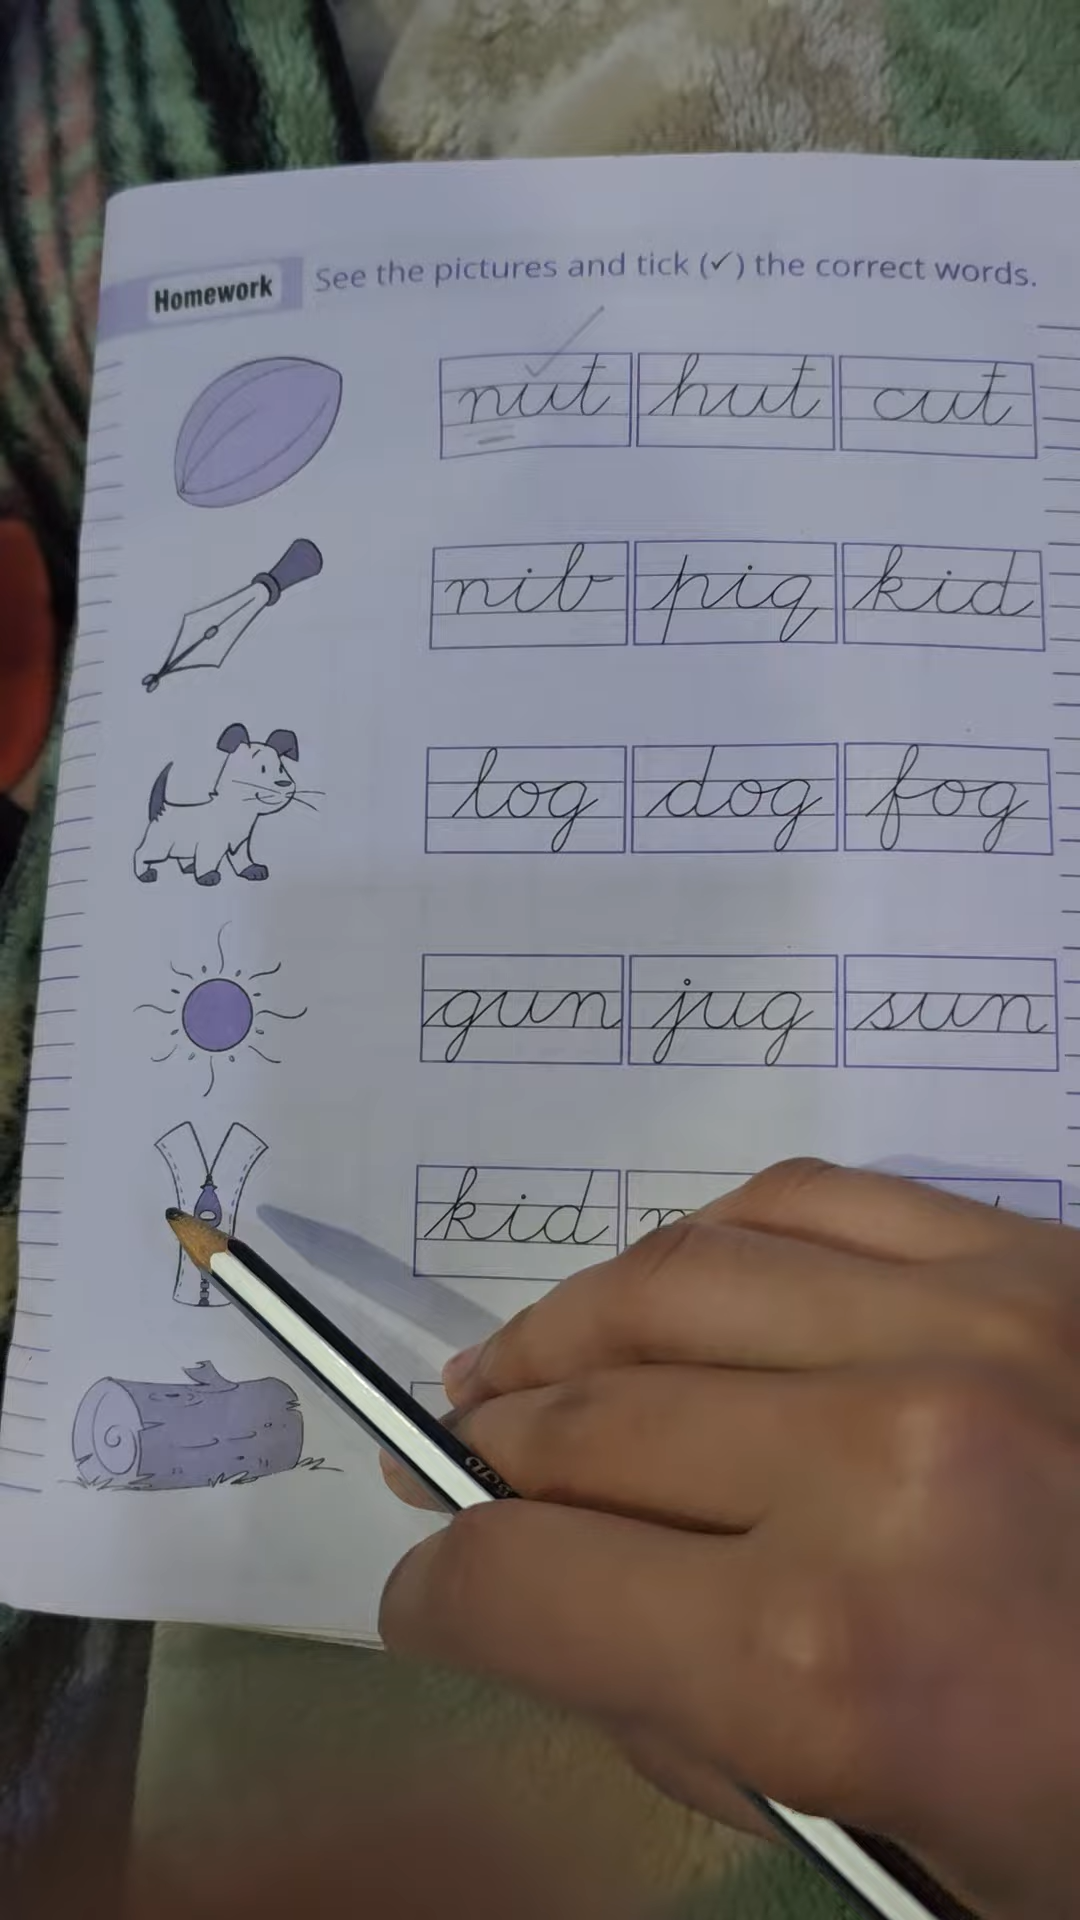 Homework See the pictures and tick (✓) the correct words.
nut hut cut
nib piq kid
log dog fog
gun jug sun
kid